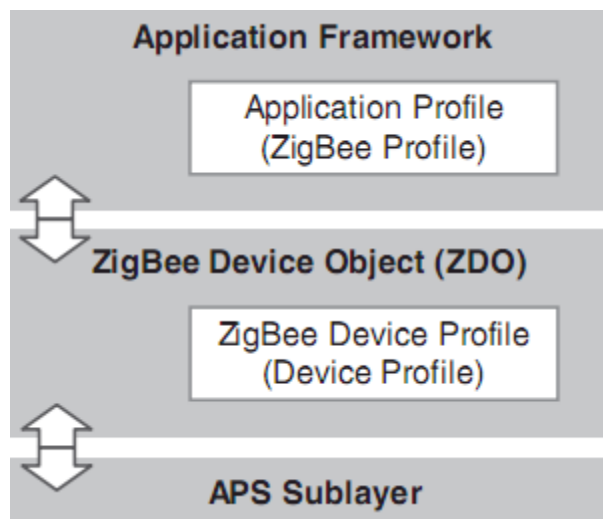 Application Framework
Application Profile
(ZigBee Profile)
ZigBee Device Object (ZDO)
ZigBee Device Profile
(Device Profile)
APS Sublayer